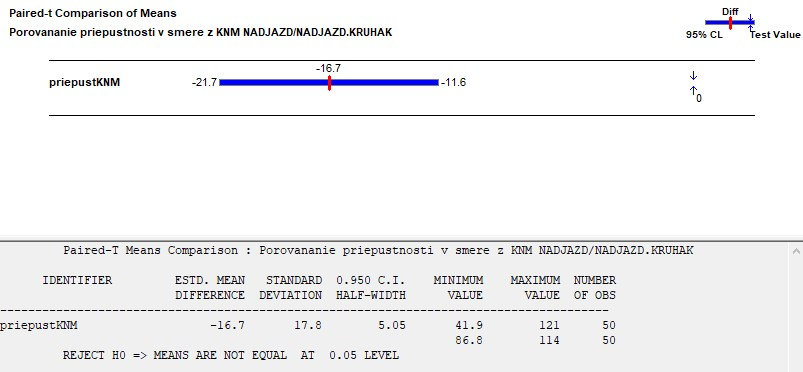 Paired-t Comparison of Means
Porovananie priepustnosti v smere z KNM NADJAZD/NADJAZD.KRUHAK
Diff
95% CL Test Value
-16.7
priepustKNM -21.7 -11.6
0
Paired-T Means Comparison : Porovananie priepustnosti v smere z KNM NADJAZD/NADJAZD.KRUHAK
IDENTIFIER ESTD. MEAN STANDARD 0.950 C.I. MINIMUM MAXIMUM NUMBER
DIFFERENCE DEVIATION HALF-WIDTH VALUE VALUE OF OBS
priepustKNM -16.7 17.8 5.05 41.9 121 50
86.8 114 50
REJECT H0 => MEANS ARE NOT EQUAL AT 0.05 LEVEL